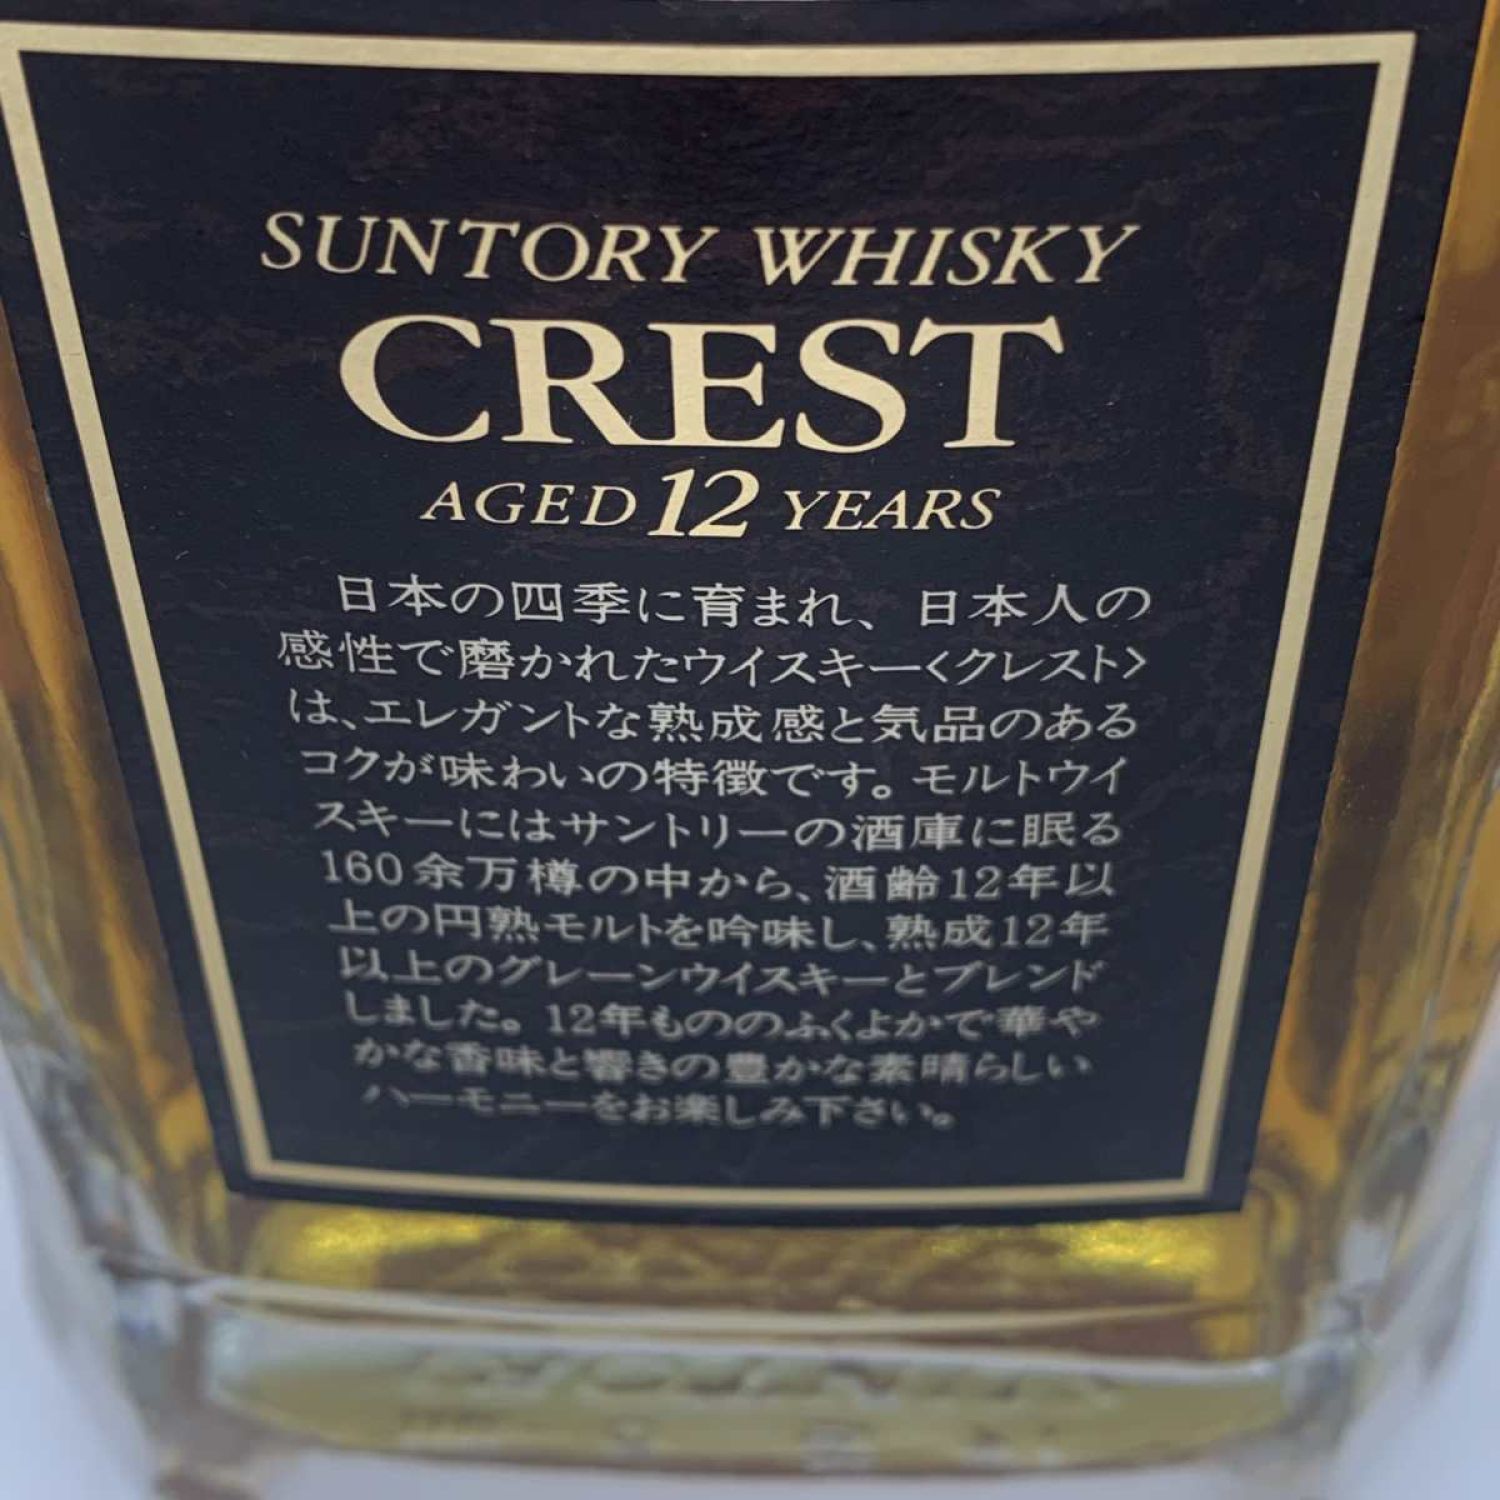 SUNTORY WHISKY
CREST
AGED 12 YEARS
日本の四季に育まれ、日本人の
感性で磨かれたウイスキー〈クレスト〉
は、エレガントな熟成感と気品のある
コクが味わいの特徴です。モルトウイ
スキーにはサントリーの酒庫に眠る
160余万樽の中から、酒齢12年以
上の円熟モルトを吟味し、熟成12年
以上のグレーンウイスキーとブレンド
しました。12年もののふくよかで華や
かな香味と響きの豊かな素晴らしい
ハーモニーをお楽しみ下さい。